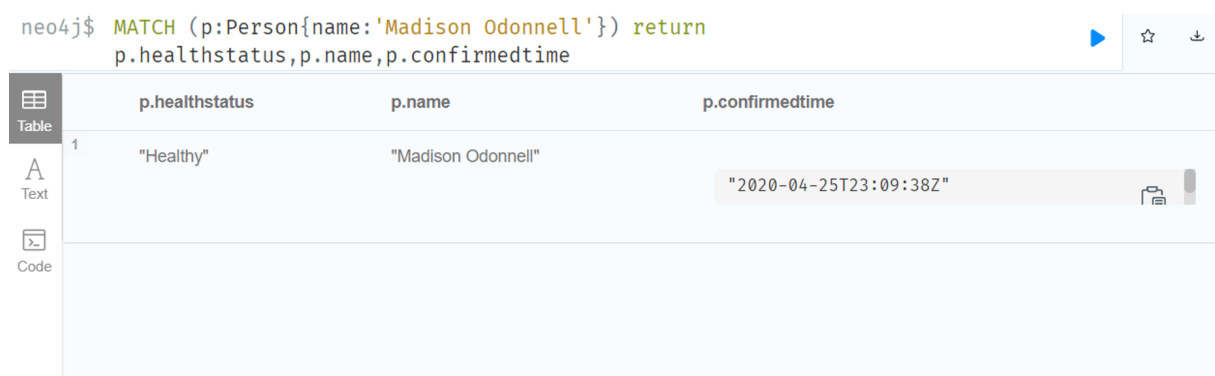 neo4j$ MATCH (p:Person{name:'Madison Odonnell'}) return
p.healthstatus,p.name,p.confirmedtime
Table
p.healthstatus p.name p.confirmedtime
1 "Healthy" "Madison Odonnell"
"2020-04-25T23:09:38Z"
A
Text
Code